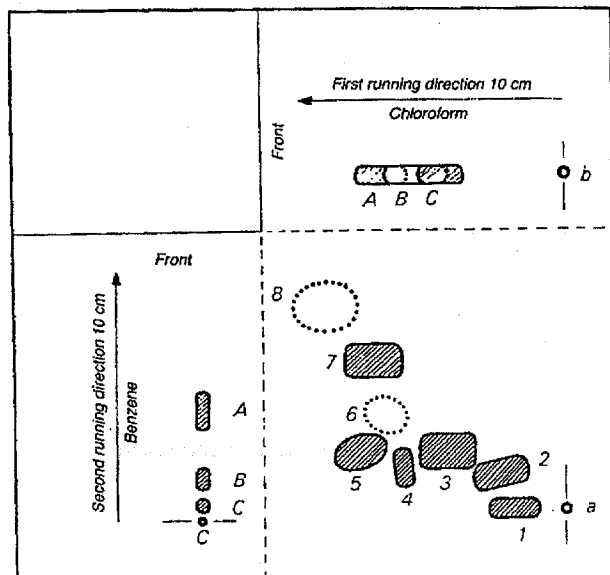 First running direction 10 cm
Chloroform
Front
A B C
b
Front
Second running direction 10 cm
Benzene
A
B
C
C
8
7
6
5
4
3
2
1
a